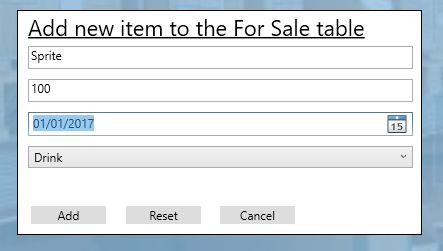 Add new item to the For Sale table
Sprite
100
01/01/2017
15
Drink
Add Reset Cancel